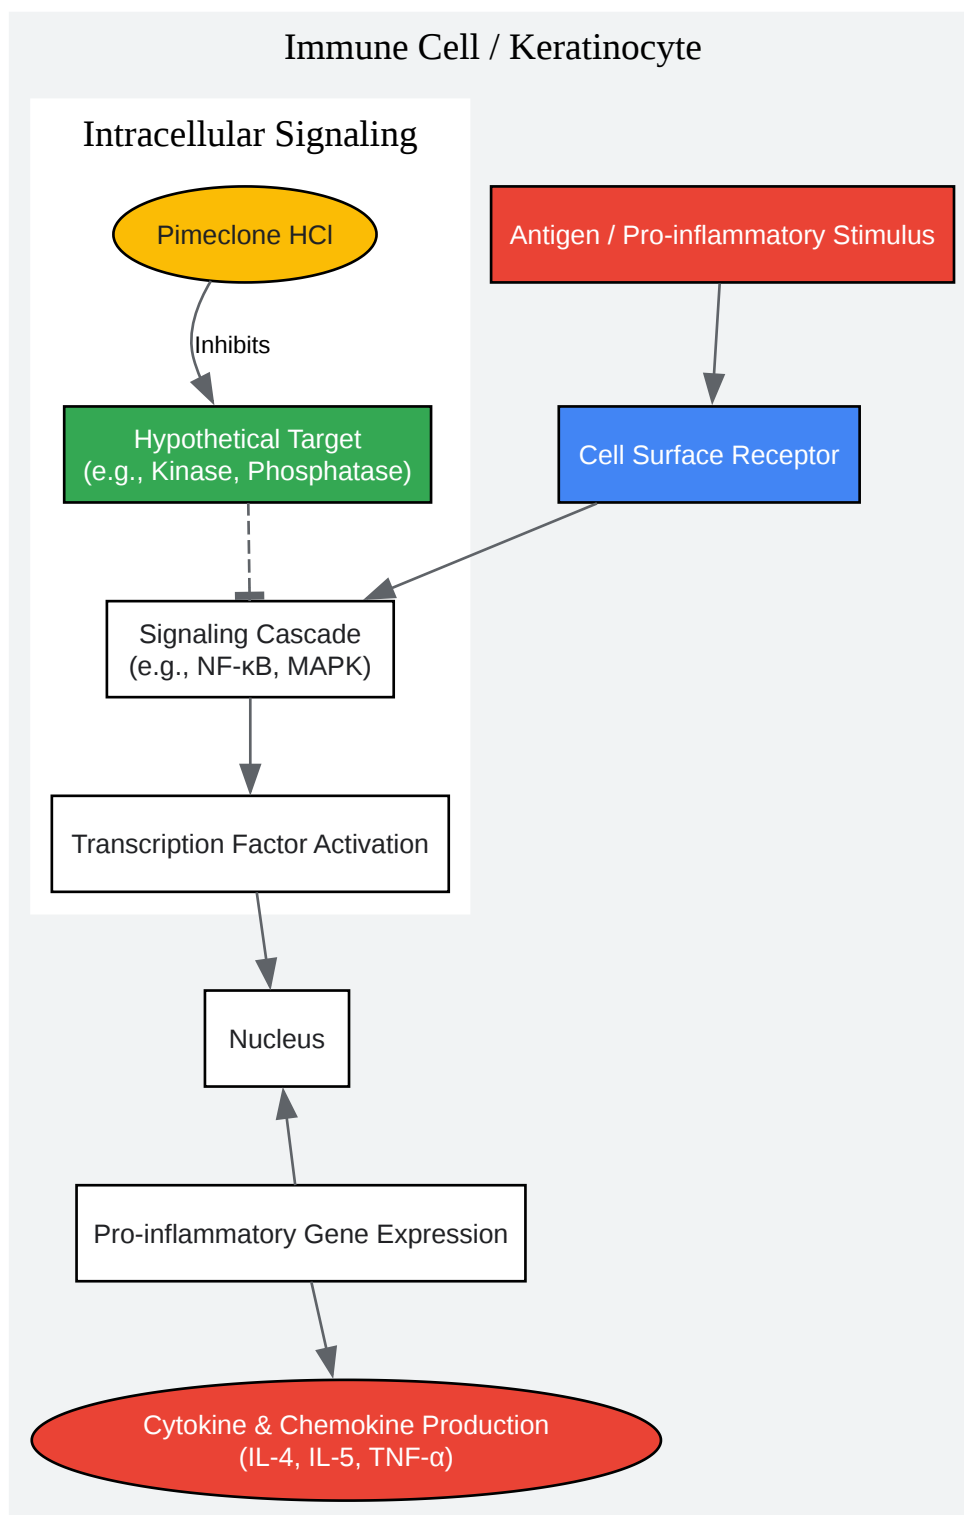 Immune Cell / Keratinocyte
Intracellular Signaling
Pimeclone HCl
Antigen / Pro-inflammatory Stimulus
Inhibits
Hypothetical Target
(e.g., Kinase, Phosphatase)
Cell Surface Receptor
Signaling Cascade
(e.g., NF-κB, MAPK)
Transcription Factor Activation
Nucleus
Pro-inflammatory Gene Expression
Cytokine & Chemokine Production
(IL-4, IL-5, TNF-α)